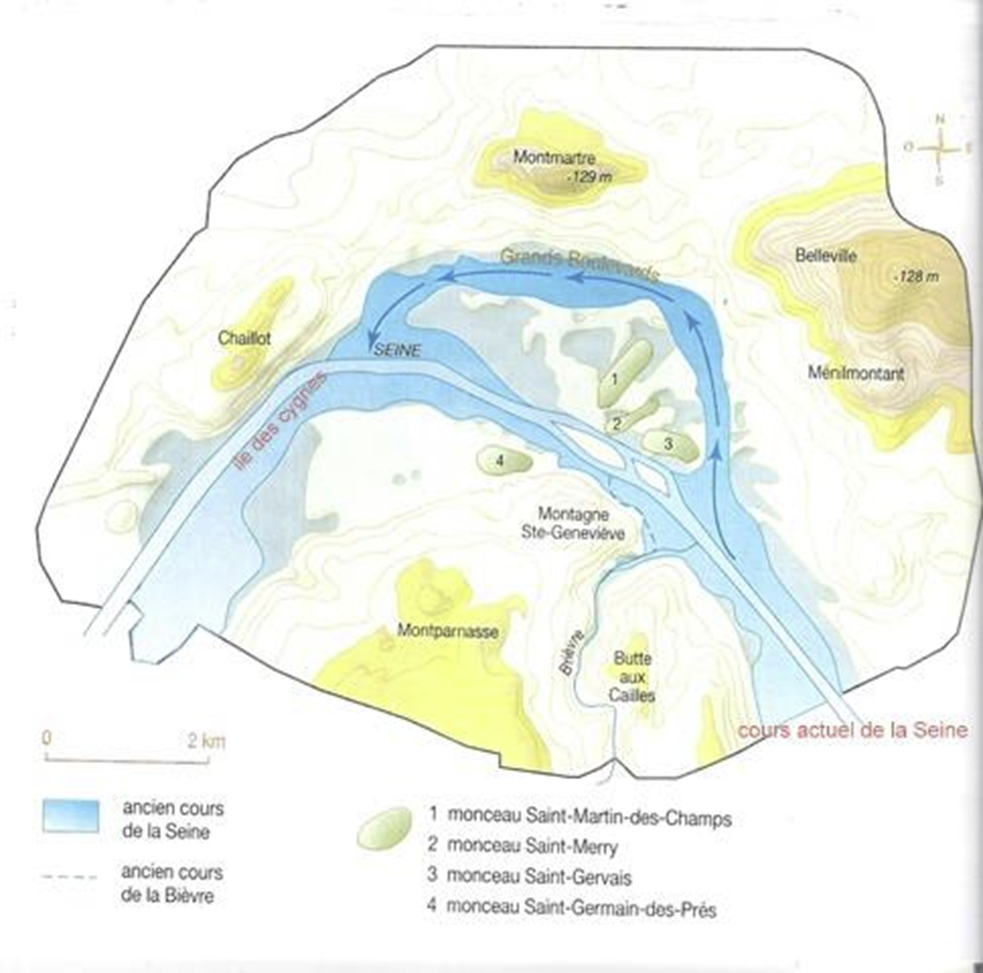 N
O
E
S
Montmartre
129 m
Grands Boulevards
Belleville
128 m
Chaillot
SEINE
Ménilmontant
ile des cygnes
1
2
3
4
Montagne
Ste-Geneviève
Montparnasse
Brièvre
Butte
aux
Cailles
cours actuel de la Seine
0 2 km
ancien cours
de la Seine
ancien cours
de la Bièvre
1 monceau Saint-Martin-des-Champs
2 monceau Saint-Merry
3 monceau Saint-Gervais
4 monceau Saint-Germain-des-Prés